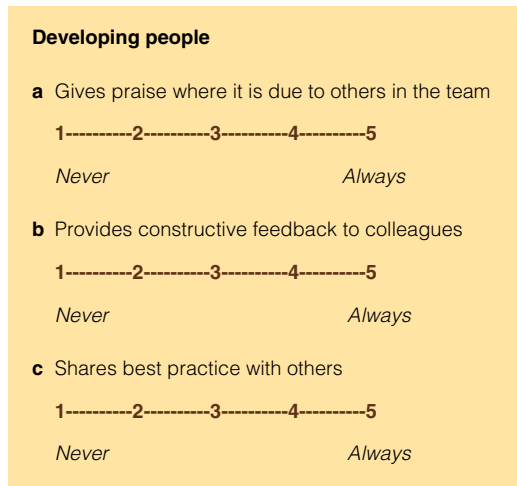 Developing people
a Gives praise where it is due to others in the team
1----------2----------3----------4----------5
Never Always
b Provides constructive feedback to colleagues
1----------2----------3----------4----------5
Never Always
c Shares best practice with others
1----------2----------3----------4----------5
Never Always